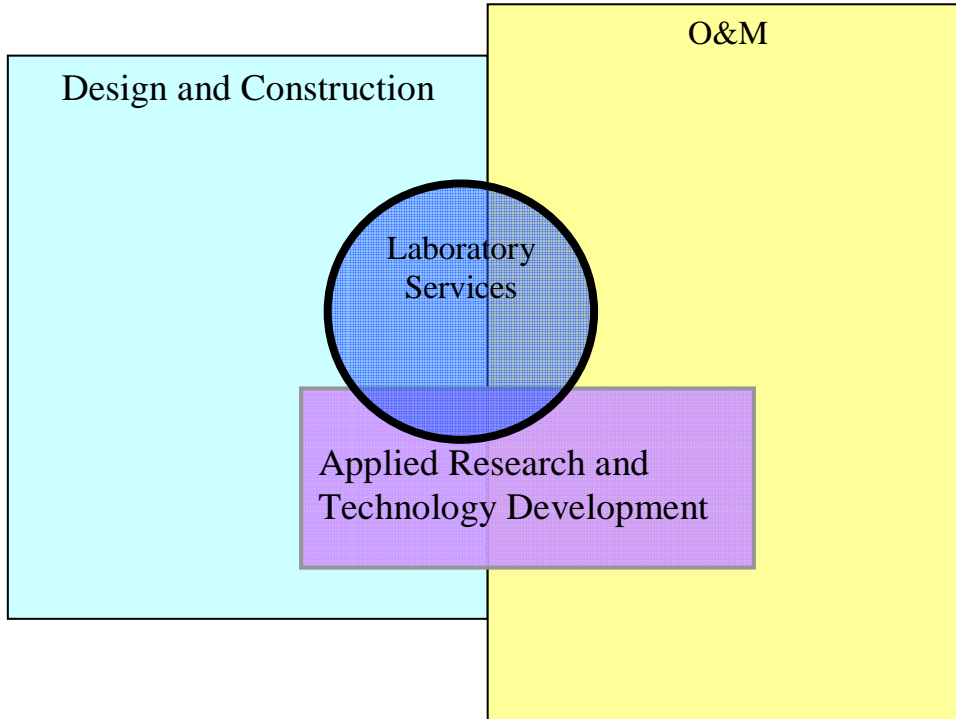 O&M
Design and Construction
Laboratory
Services
Applied Research and
Technology Development